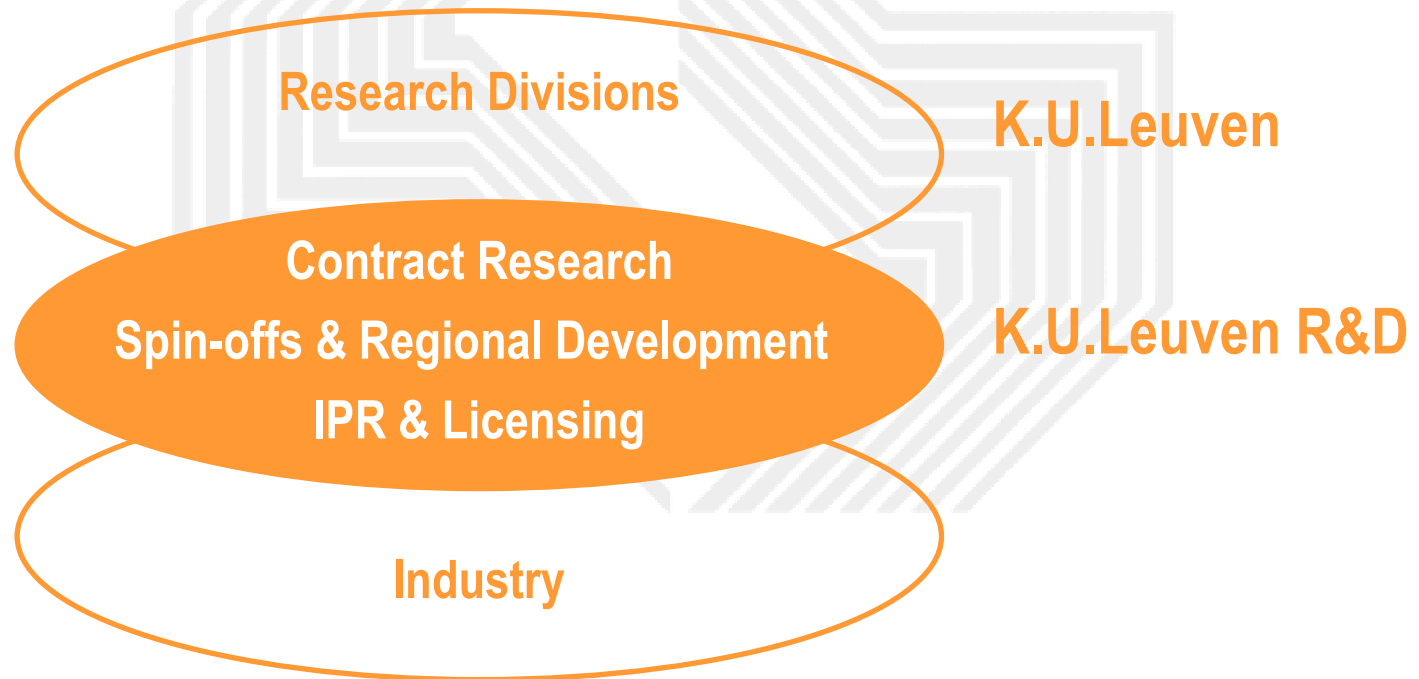 Research Divisions
K.U.Leuven
Contract Research
Spin-offs & Regional Development
K.U.Leuven R&D
IPR & Licensing
Industry